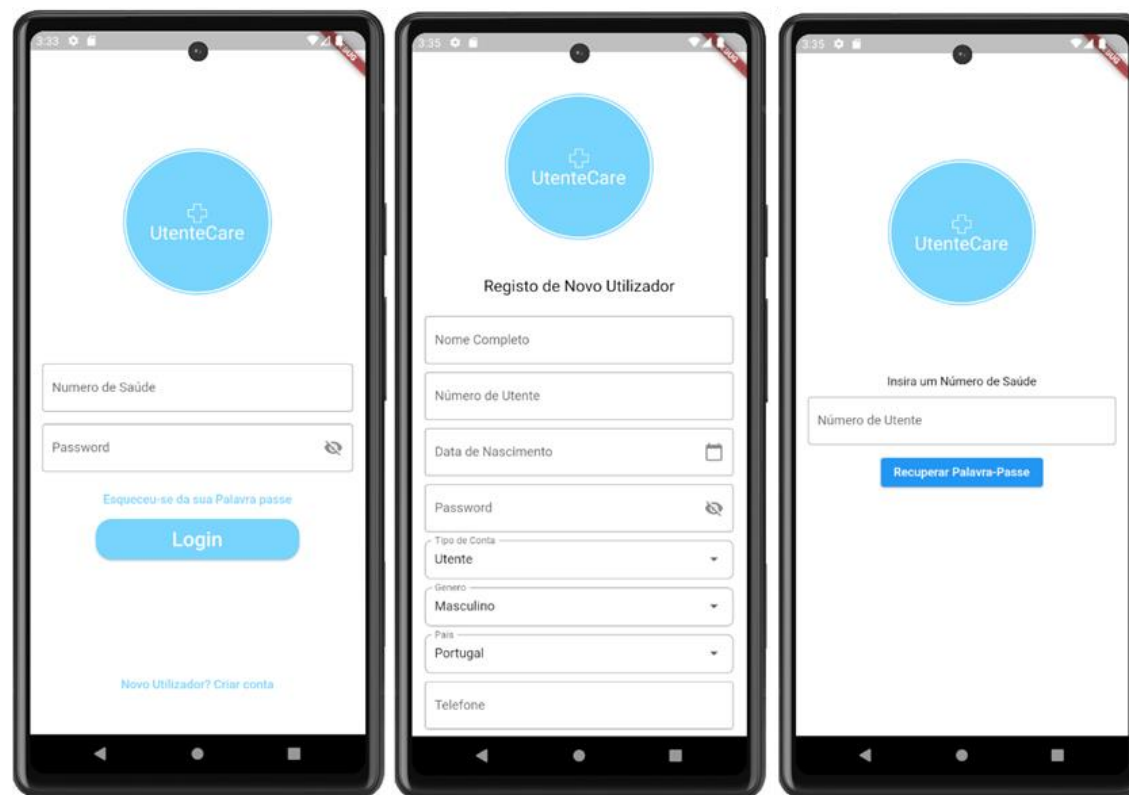 3:33
DEBUG
UtenteCare
Numero de Saúde
Password
Esqueceu-se da sua Palavra passe
Login
Novo Utilizador? Criar conta
3:35
UtenteCare
Registo de Novo Utilizador
Nome Completo
Número de Utente
Data de Nascimento
Password
Tipo de Conta
Utente
Genero
Masculino
País
Portugal
Telefone
3:35
UtenteCare
Insira um Número de Saúde
Número de Utente
Recuperar Palavra-Passe